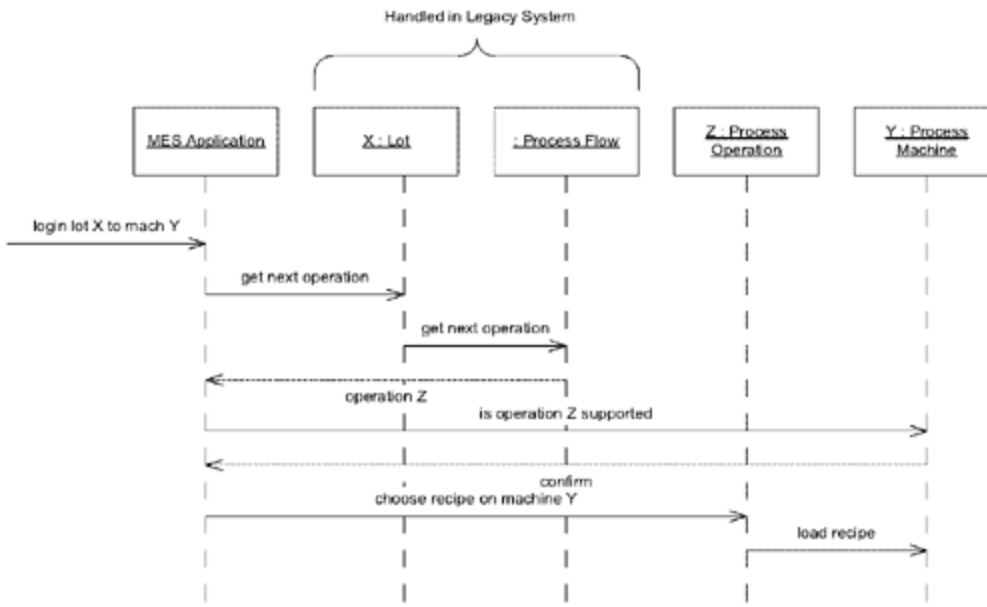 Handled in Legacy System
MES Application
X : Lot
: Process Flow
Z : Process
Operation
Y : Process
Machine
login lot X to mach Y
get next operation
get next operation
operation Z
is operation Z supported
confirm
choose recipe on machine Y
load recipe